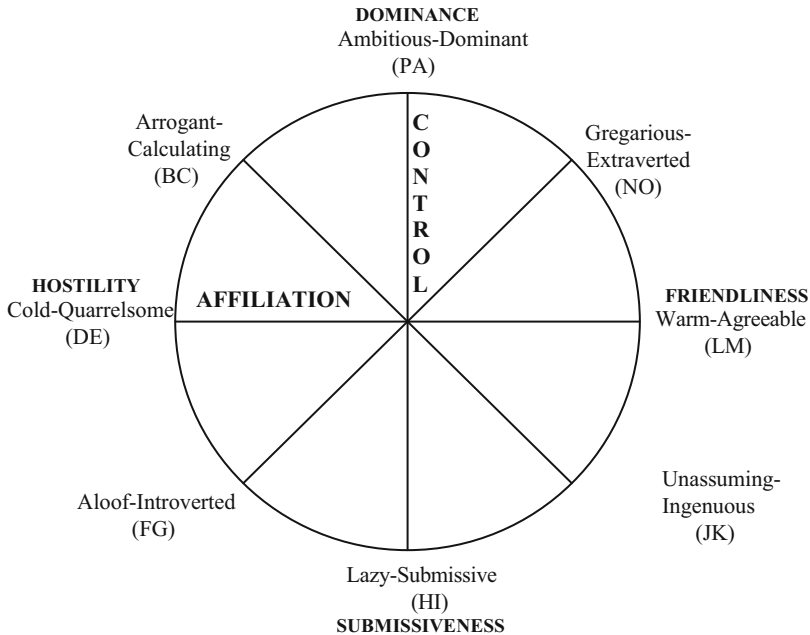 DOMINANCE
Ambitious-Dominant
(PA)
CONTROL
Arrogant-
Calculating
(BC)
Gregarious-
Extraverted
(NO)
HOSTILITY
Cold-Quarrelsome
(DE)
AFFILIATION
FRIENDLINESS
Warm-Agreeable
(LM)
Aloof-Introverted
(FG)
Unassuming-
Ingenuous
(JK)
Lazy-Submissive
(HI)
SUBMISSIVENESS